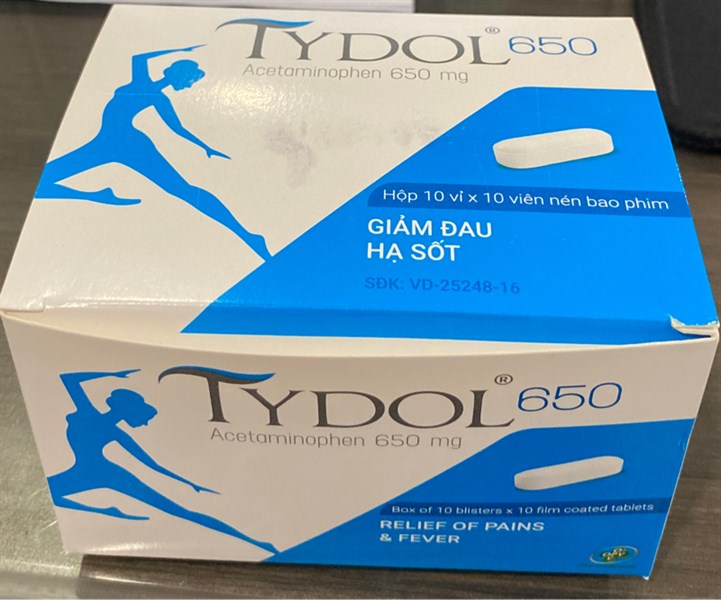 TYDOL® 650
Acetaminophen 650 mg
Hộp 10 vỉ x 10 viên nén bao phim
GIẢM ĐAU
HẠ SỐT
SĐK: VD-25248-16
TYDOL® 650
Acetaminophen 650 mg
Box of 10 blisters x 10 film coated tablets
RELIEF OF PAINS
& FEVER